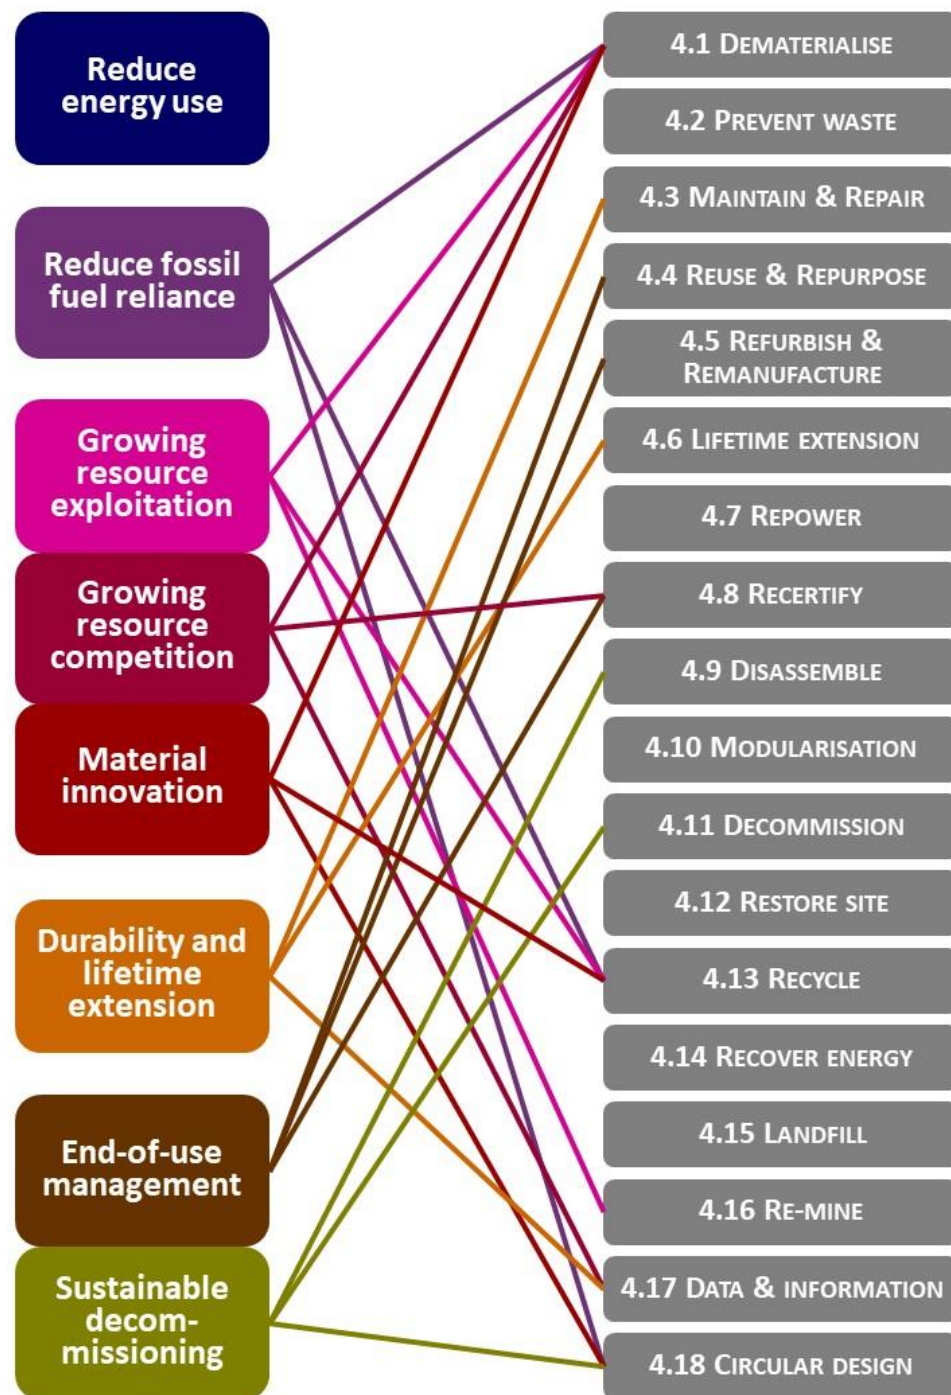 Reduce
energy use
Reduce fossil
fuel reliance
Growing
resource
exploitation
Growing
resource
competition
Material
innovation
Durability and
lifetime
extension
End-of-use
management
Sustainable
decom-
missioning
4.1 DEMATERIALISE
4.2 PREVENT WASTE
4.3 MAINTAIN & REPAIR
4.4 REUSE & REPURPOSE
4.5 REFURBISH &
REMANUFACTURE
4.6 LIFETIME EXTENSION
4.7 REPOWER
4.8 RECERTIFY
4.9 DISASSEMBLE
4.10 MODULARISATION
4.11 DECOMMISSION
4.12 RESTORE SITE
4.13 RECYCLE
4.14 RECOVER ENERGY
4.15 LANDFILL
4.16 RE-MINE
4.17 DATA & INFORMATION
4.18 CIRCULAR DESIGN